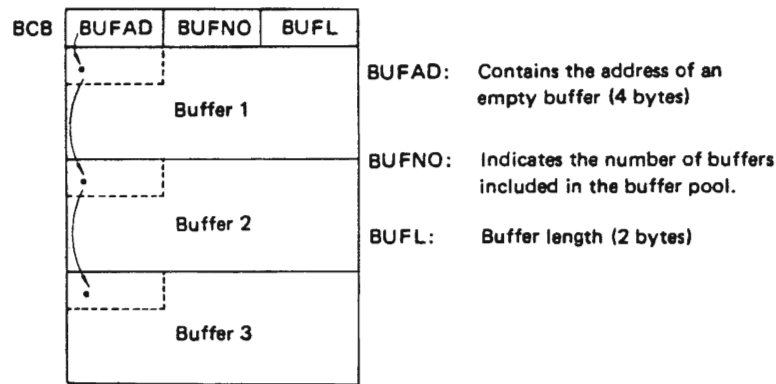 BCB BUFAD BUFNO BUFL
BUFAD: Contains the address of an
empty buffer (4 bytes)
Buffer 1
BUFNO: Indicates the number of buffers
included in the buffer pool.
Buffer 2
BUFL: Buffer length (2 bytes)
Buffer 3